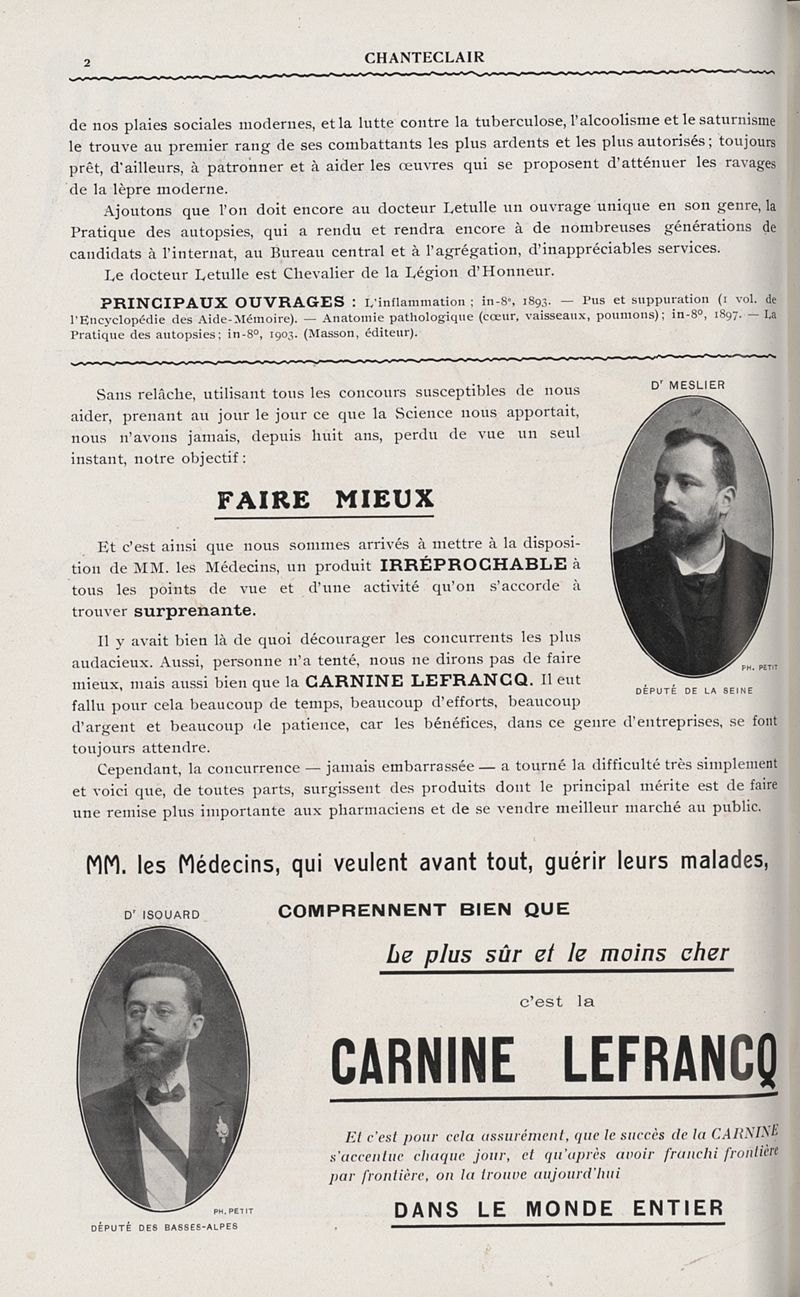 2
CHANTECLAIR
de nos plaies sociales modernes, et la lutte contre la tuberculose, l'alcoolisme et le saturnisme
le trouve au premier rang de ses combattants les plus ardents et les plus autorisés; toujours
prêt, d'ailleurs, à patronner et à aider les œuvres qui se proposent d'atténuer les ravages
de la lèpre moderne.
Ajoutons que l'on doit encore au docteur Letulle un ouvrage unique en son genre, la
Pratique des autopsies, qui a rendu et rendra encore à de nombreuses générations de
candidats à l'internat, au Bureau central et à l'agrégation, d'inappréciables services.
Le docteur Letulle est Chevalier de la Légion d'Honneur.
PRINCIPAUX OUVRAGES : L'inflammation ; in-8°, 1893. — Pus et suppuration (1 vol. de
l'Encyclopédie des Aide-Mémoire). — Anatomie pathologique (cœur, vaisseaux, poumons); in-8°, 1897. — La
Pratique des autopsies; in-8°, 1903. (Masson, éditeur).
Sans relâche, utilisant tous les concours susceptibles de nous
aider, prenant au jour le jour ce que la Science nous apportait,
nous n'avons jamais, depuis huit ans, perdu de vue un seul
instant, notre objectif :
FAIRE MIEUX
Et c'est ainsi que nous sommes arrivés à mettre à la disposi-
tion de MM. les Médecins, un produit IRRÉPROCHABLE à
tous les points de vue et d'une activité qu'on s'accorde à
trouver surprenante.
Il y avait bien là de quoi décourager les concurrents les plus
audacieux. Aussi, personne n'a tenté, nous ne dirons pas de faire
mieux, mais aussi bien que la CARNINE LEFRANCQ. Il eut
fallu pour cela beaucoup de temps, beaucoup d'efforts, beaucoup
d'argent et beaucoup de patience, car les bénéfices, dans ce genre d'entreprises, se font
toujours attendre.
Dr MESLIER
PH. PETIT
DÉPUTÉ DE LA SEINE
Cependant, la concurrence — jamais embarrassée — a tourné la difficulté très simplement
et voici que, de toutes parts, surgissent des produits dont le principal mérite est de faire
une remise plus importante aux pharmaciens et de se vendre meilleur marché au public.
MM. les Médecins, qui veulent avant tout, guérir leurs malades,
COMPRENNENT BIEN QUE
Le plus sûr et le moins cher
c'est la
CARNINE LEFRANCQ
Et c'est pour cela assurément, que le succès de la CARNINE
s'accentue chaque jour, et qu'après avoir franchi frontière
par frontière, on la trouve aujourd'hui
DANS LE MONDE ENTIER
Dr ISOUARD
PH. PETIT
DÉPUTÉ DES BASSES-ALPES